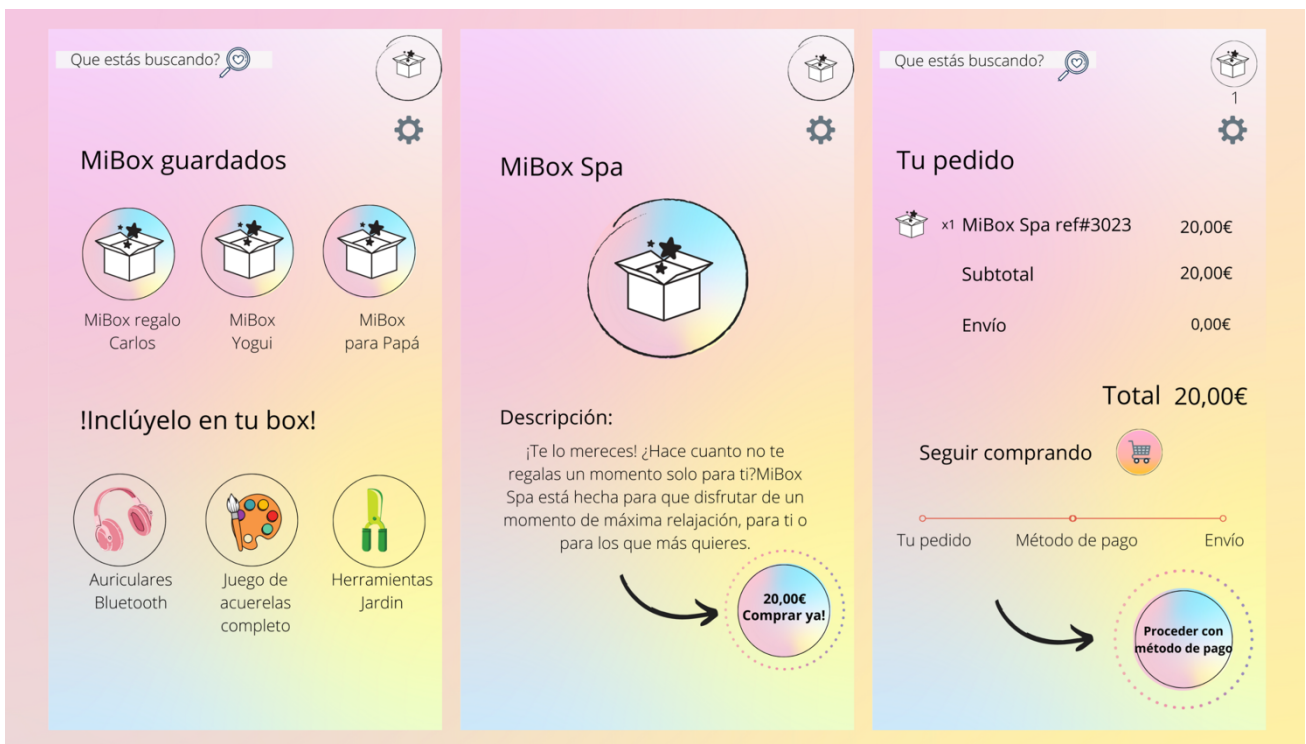 Que estás buscando?
MiBox guardados
MiBox regalo
Carlos
MiBox
Yogui
MiBox
para Papá
!Inclúyelo en tu box!
Auriculares
Bluetooth
Juego de
acuerelas
completo
Herramientas
Jardin
MiBox Spa
Descripción:
¡Te lo mereces! ¿Hace cuanto no te
regalas un momento solo para ti?MiBox
Spa está hecha para que disfrutar de un
momento de máxima relajación, para ti o
para los que más quieres.
20,00€
Comprar ya!
Que estás buscando?
1
Tu pedido
x1 MiBox Spa ref#3023 20,00€
Subtotal 20,00€
Envío 0,00€
Total 20,00€
Seguir comprando
Tu pedido Método de pago Envío
Proceder con
método de pago